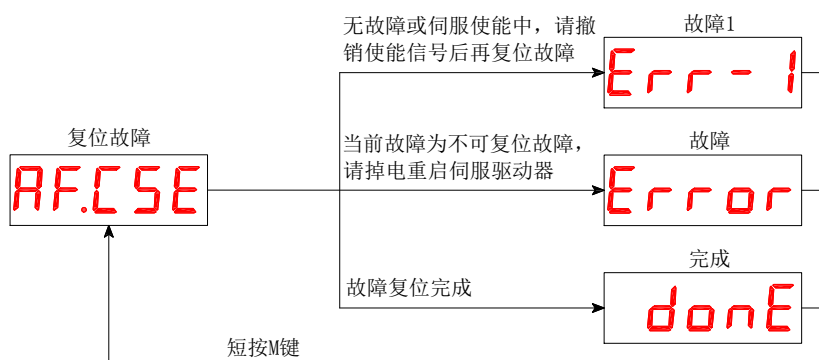 无故障或伺服使能中，请撤
销使能信号后再复位故障
故障1
Err-1
复位故障
AF.CSE
当前故障为不可复位故障，
请掉电重启伺服驱动器
故障
Error
故障复位完成
完成
donE
短按M键